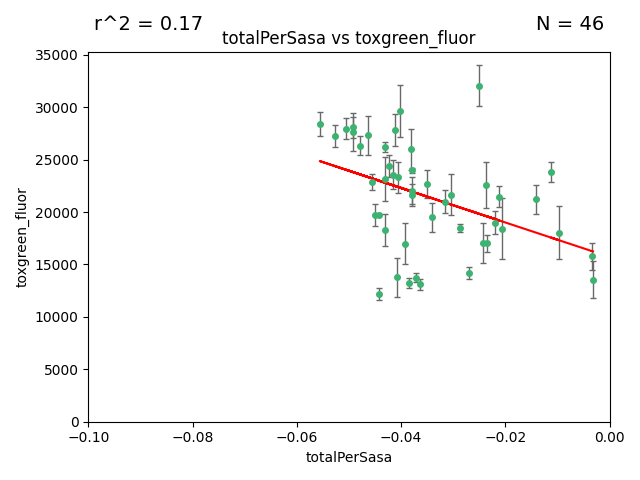 r^2 = 0.17
N = 46
totalPerSasa vs toxgreen_fluor
35000
30000
25000
20000
15000
10000
5000
0
toxgreen_fluor
−0.10
−0.08
−0.06
−0.04
−0.02
0.00
totalPerSasa